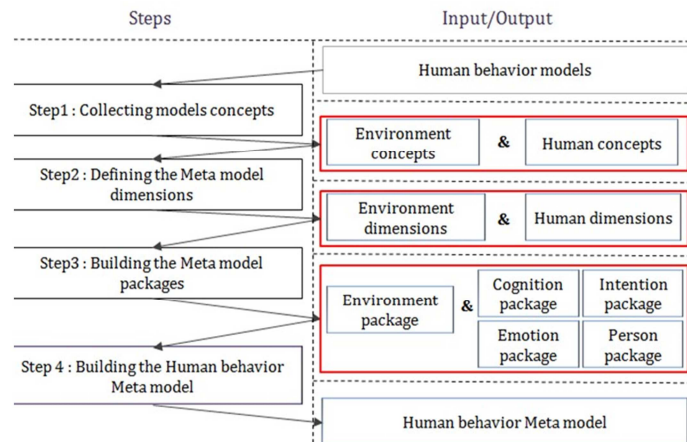 Steps
Input/Output
Human behavior models
Step1 : Collecting models concepts
Environment
concepts
&
Human concepts
Step2 : Defining the Meta model
dimensions
Environment
dimensions
&
Human dimensions
Step3 : Building the Meta model
packages
Environment
package
&
Cognition
package
Intention
package
Emotion
package
Person
package
Step 4 : Building the Human behavior
Meta model
Human behavior Meta model